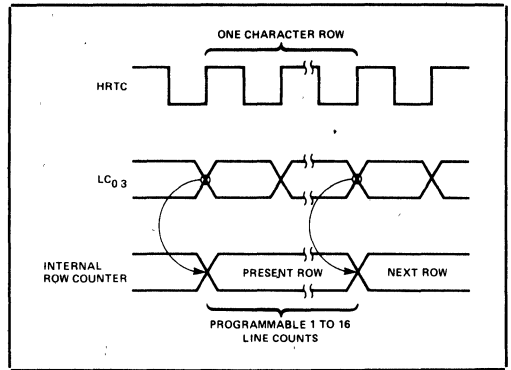 ONE CHARACTER ROW
HRTC
LC0 3
INTERNAL
ROW COUNTER
PRESENT ROW
NEXT ROW
PROGRAMMABLE 1 TO 16
LINE COUNTS